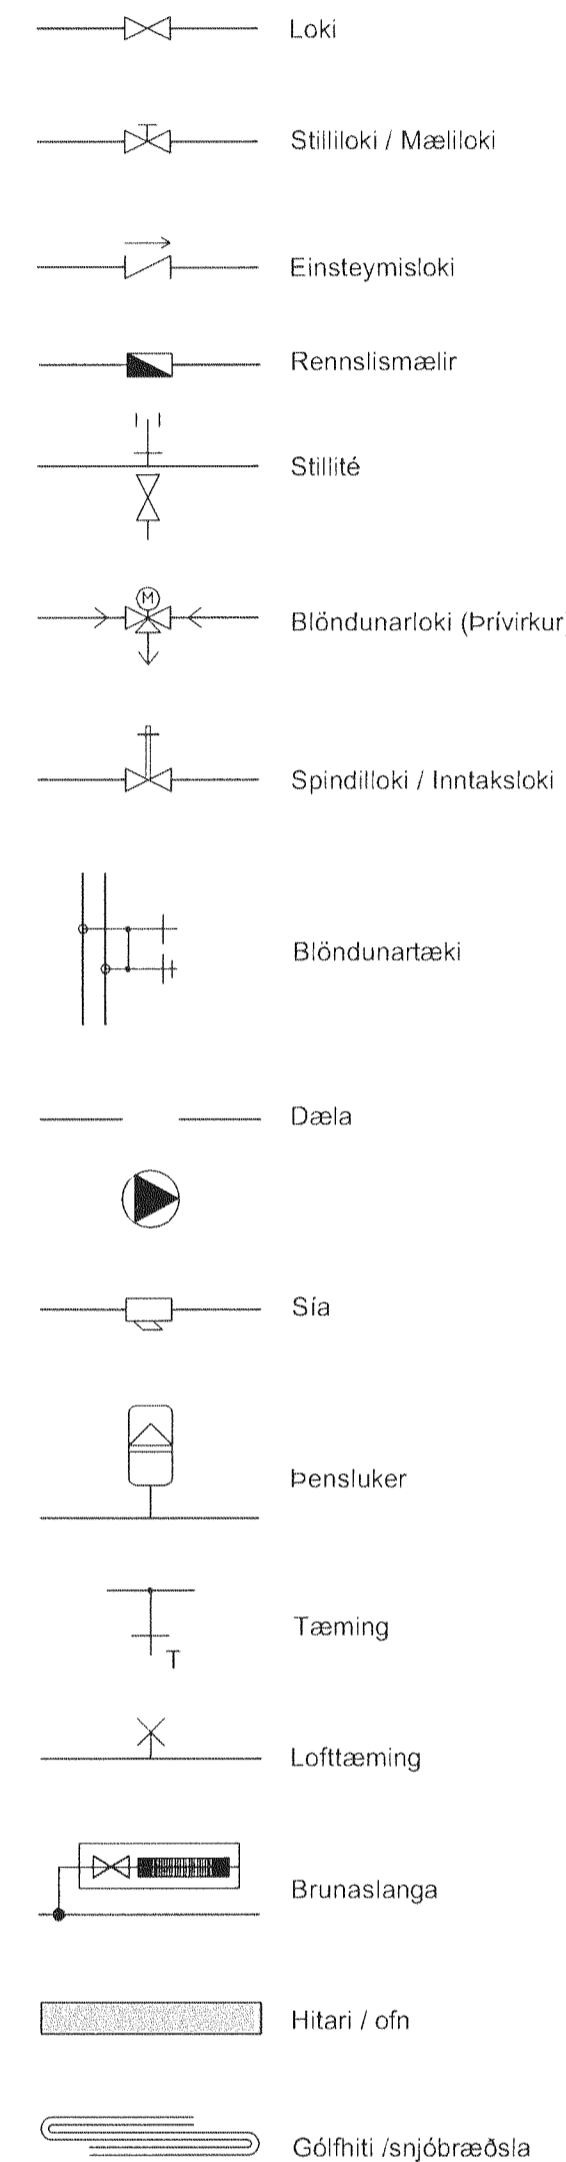 Loki
Stilliloki / Mæliloki
Einsteymisloki
Rennslismælir
Stillité
M
Blöndunarloki (Þrívirkur)
Spindilloki / Inntaksloki
Blöndunartæki
Dæla
Sía
Þensluker
Tæming
T
Lofttæming
Brunaslanga
Hitari / ofn
Gólfhiti /snjóbræðsla